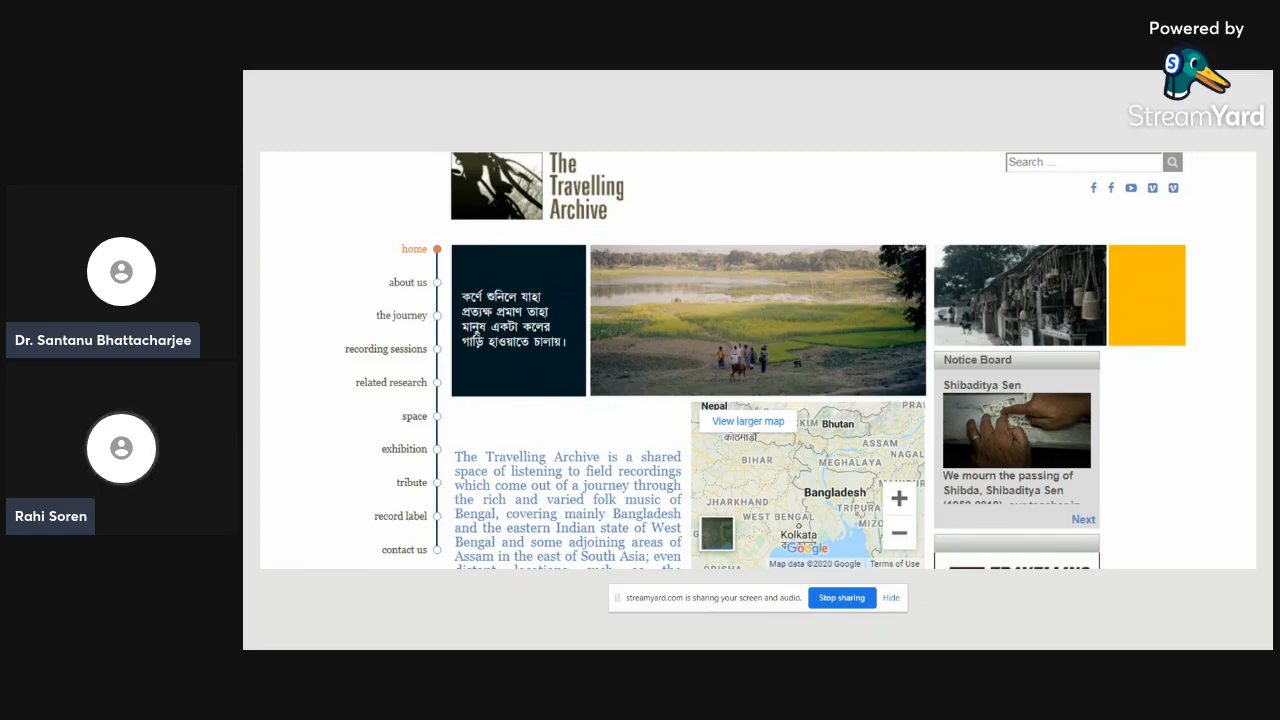 Powered by
StreamYard
Dr. Santanu Bhattacharjee
Rahi Soren
The
Travelling
Archive
Search ...
home
about us
the journey
recording sessions
related research
space
exhibition
tribute
record label
contact us
কর্ণে শুনিলে যাহা
প্রত্যক্ষ প্রমাণ তাহা
মানুষ একটা কলের
গাড়ি হাওয়াতে চালায়।
The Travelling Archive is a shared
space of listening to field recordings
which come out of a journey through
the rich and varied folk music of
Bengal, covering mainly Bangladesh
and the eastern Indian state of West
Bengal and some adjoining areas of
Assam in the east of South Asia; even
Nepal
View larger map
Bhutan
ASSAM
BIHAR
MEGHALAYA
JHARKHAND
Bangladesh
WEST BENGAL
TRIPURA
Kolkata
Google
Map data ©2020 Google
Terms of Use
ODISHA
Notice Board
Shibaditya Sen
We mourn the passing of
Shibda, Shibaditya Sen
Next
streamyard.com is sharing your screen and audio.
Stop sharing
Hide